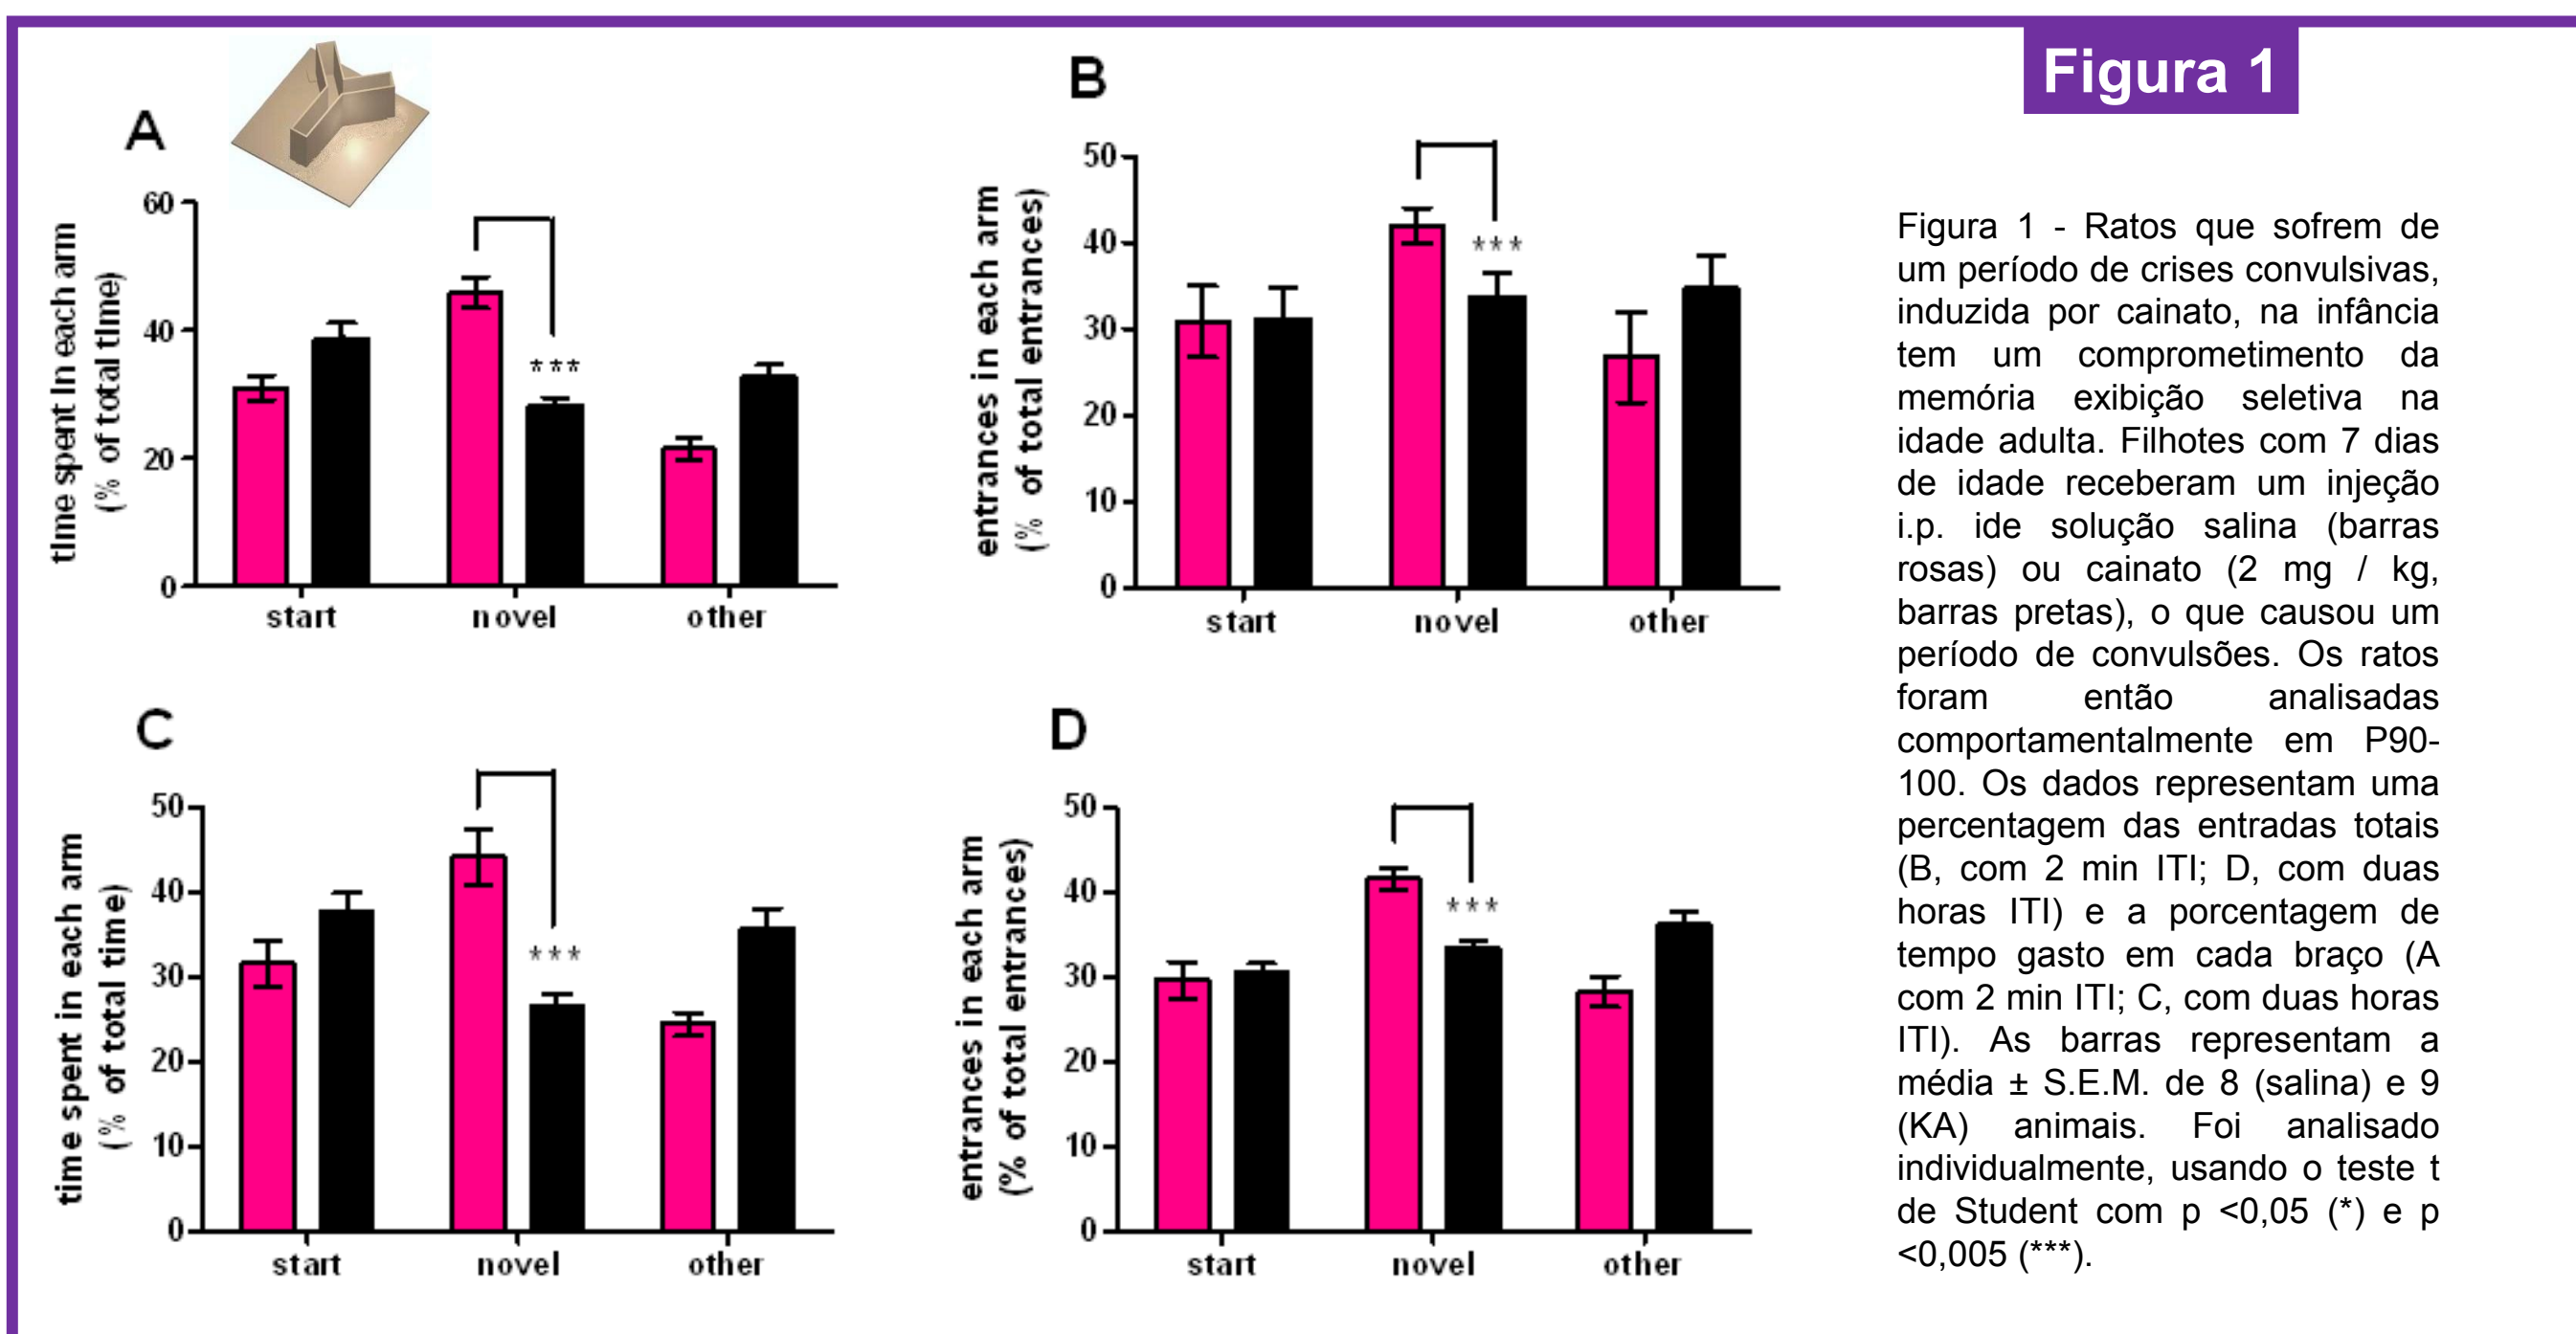 Figura 1
A
time spent in each arm
(% of total time)
60
40
20
0
***
start novel other
B
entrances in each arm
(% of total entrances)
50
40
30
20
10
0
***
start novel other
C
time spent in each arm
(% of total time)
50
40
30
20
10
0
***
start novel other
D
entrances in each arm
(% of total entrances)
50
40
30
20
10
0
***
start novel other
Figura 1 - Ratos que sofrem de
um período de crises convulsivas,
induzida por cainato, na infância
tem um comprometimento da
memória exibição seletiva na
idade adulta. Filhotes com 7 dias
de idade receberam um injeção
i.p. ide solução salina (barras
rosas) ou cainato (2 mg / kg,
barras pretas), o que causou um
período de convulsões. Os ratos
foram então analisadas
comportamentalmente em P90-
100. Os dados representam uma
percentagem das entradas totais
(B, com 2 min ITI; D, com duas
horas ITI) e a porcentagem de
tempo gasto em cada braço (A
com 2 min ITI; C, com duas horas
ITI). As barras representam a
média ± S.E.M. de 8 (salina) e 9
(KA) animais. Foi analisado
individualmente, usando o teste t
de Student com p <0,05 (*) e p
<0,005 (***).